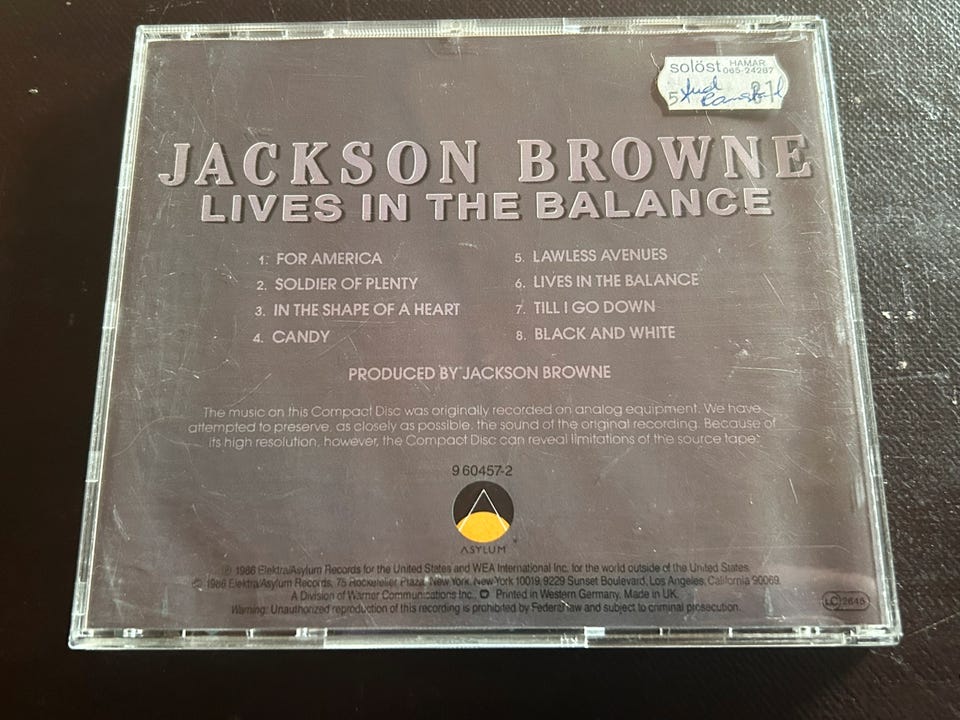 solöst HAMAR
065-24287
JACKSON BROWNE
LIVES IN THE BALANCE
1. FOR AMERICA
2. SOLDIER OF PLENTY
3. IN THE SHAPE OF A HEART
4. CANDY
5. LAWLESS AVENUES
6. LIVES IN THE BALANCE
7. TILL I GO DOWN
8. BLACK AND WHITE
PRODUCED BY JACKSON BROWNE
The music on this Compact Disc was originally recorded on analog equipment. We have
attempted to preserve, as closely as possible, the sound of the original recording. Because of
its high resolution, however, the Compact Disc can reveal limitations of the source tape.
9 60457-2
ASYLUM
℗ 1986 Elektra/Asylum Records for the United States and WEA International Inc. for the world outside of the United States.
© 1986 Elektra/Asylum Records, 75 Rockefeller Plaza, New York, New York 10019, 9229 Sunset Boulevard, Los Angeles, California 90069.
A Division of Warner Communications Inc. Printed in Western Germany. Made in UK.
Warning: Unauthorized reproduction of this recording is prohibited by Federal law and subject to criminal prosecution.
LC 2645